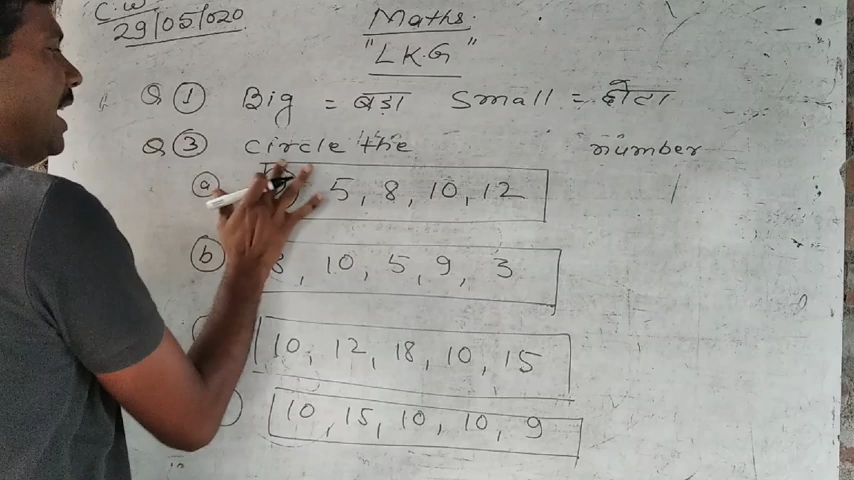 C.W
29/05/020
Maths.
"LKG"
Q ① Big = बड़ा Small = छोटा
Q ③ circle the number
ⓐ 5, 8, 10, 12
ⓑ 8, 10, 5, 9, 3
10, 12, 18, 10, 15
10, 15, 10, 10, 9